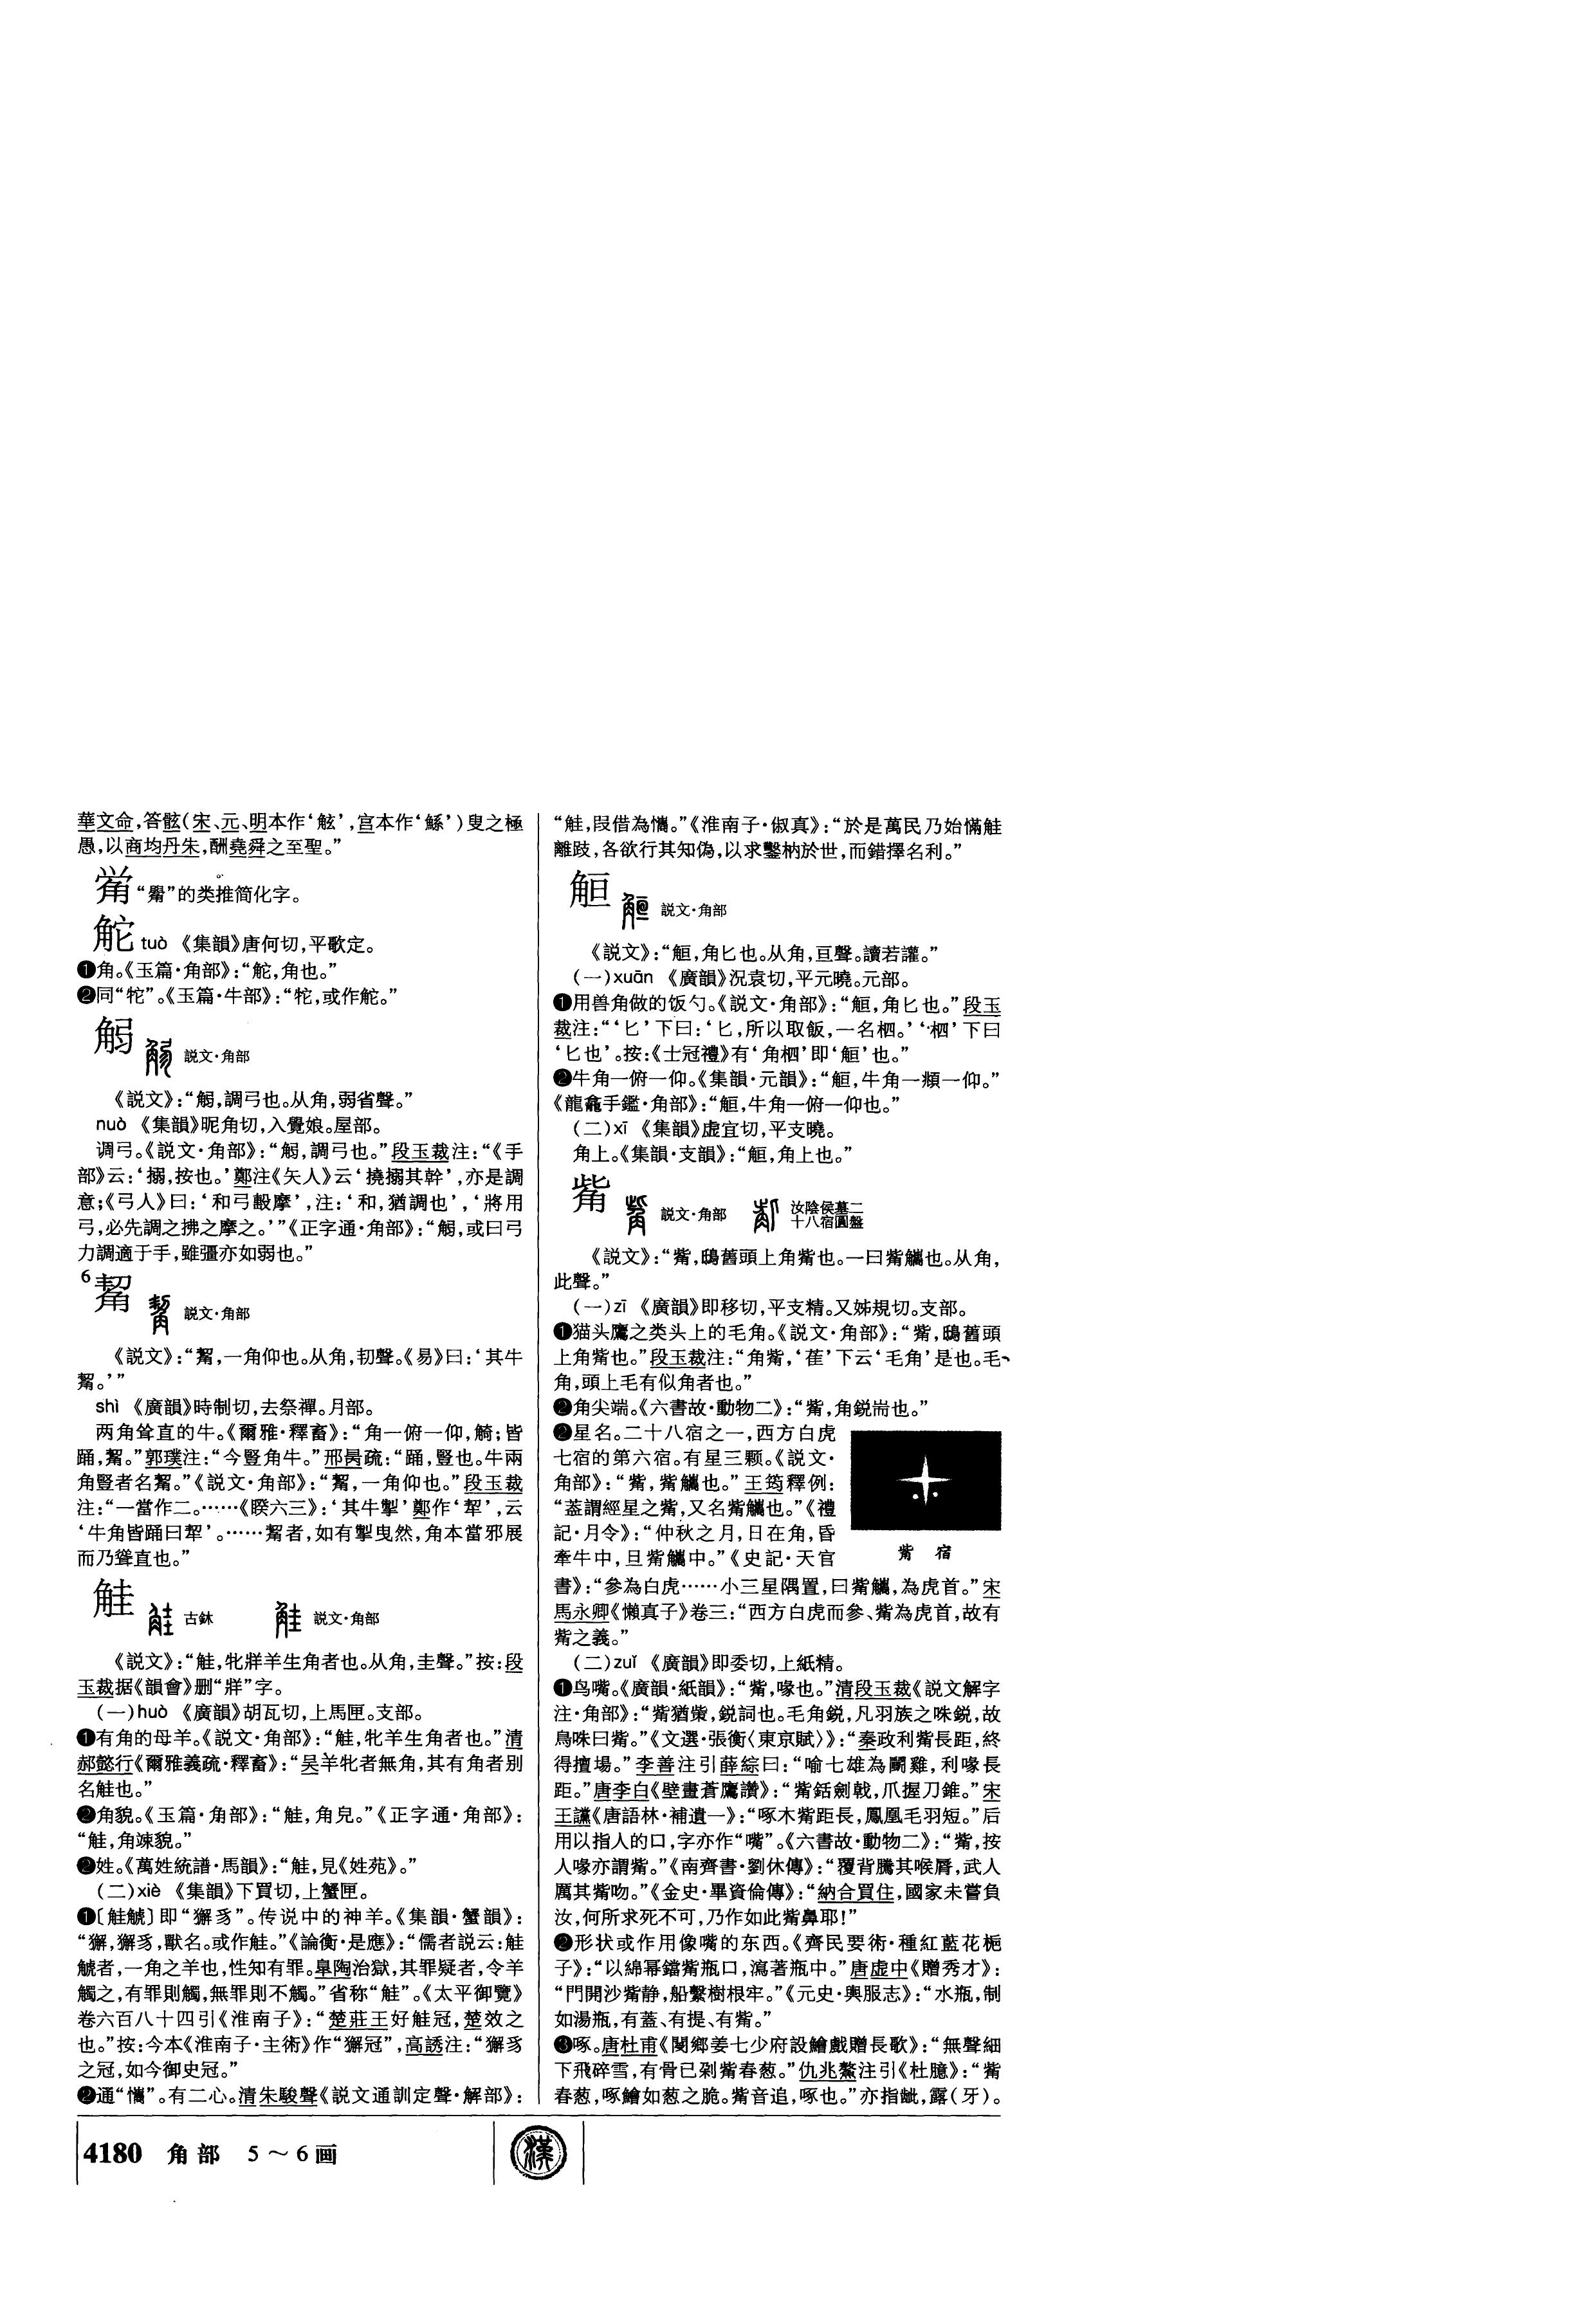 華文命,答骸(宋、元、明本作‘舷’,宫本作‘鯀’)叟之極
愚,以商均丹朱,酬堯舜之至聖。”
觷“觷”的类推简化字。
舵 tuò 《集韻》唐何切,平歌定。
❶角。《玉篇·角部》:“舵,角也。”
❷同“牠”。《玉篇·牛部》:“牠,或作舵。”
䚥 説文·角部
《説文》:“䚥,調弓也。从角,弱省聲。”
nuò 《集韻》昵角切,入覺娘。屋部。
调弓。《説文·角部》:“䚥,調弓也。”段玉裁注:“《手
部》云:‘搦,按也。’鄭注《矢人》云‘撓搦其幹’,亦是調
意;《弓人》曰:‘和弓毄摩’,注:‘和,猶調也’,‘將用
弓,必先調之拂之摩之。’”《正字通·角部》:“䚥,或曰弓
力調適于手,雖彊亦如弱也。”
6
觢 説文·角部
《説文》:“觢,一角仰也。从角,㓞聲。《易》曰:‘其牛
觢。’”
shì 《廣韻》時制切,去祭禪。月部。
两角耸直的牛。《爾雅·釋畜》:“角一俯一仰,觭;皆
踊,觢。”郭璞注:“今豎角牛。”邢昺疏:“踊,豎也。牛兩
角豎者名觢。”《説文·角部》:“觢,一角仰也。”段玉裁
注:“一當作二。……《睽六三》:‘其牛掣’鄭作‘犎’,云
‘牛角皆踊曰犎’。……觢者,如有掣曳然,角本當邪展
而乃聳直也。”
觟 古鉨 説文·角部
《説文》:“觟,牝牂羊生角者也。从角,圭聲。”按:段
玉裁据《韻會》删“牂”字。
(一)huò 《廣韻》胡瓦切,上馬匣。支部。
❶有角的母羊。《説文·角部》:“觟,牝羊生角者也。”清
郝懿行《爾雅義疏·釋畜》:“吴羊牝者無角,其有角者别
名觟也。”
❷角貌。《玉篇·角部》:“觟,角皃。”《正字通·角部》:
“觟,角竦貌。”
❷姓。《萬姓統譜·馬韻》:“觟,見《姓苑》。”
(二)xiè 《集韻》下買切,上蟹匣。
❶〔觟𧣾〕即“獬豸”。传说中的神羊。《集韻·蟹韻》:
“獬,獬豸,獸名。或作觟。”《論衡·是應》:“儒者説云:觟
𧣾者,一角之羊也,性知有罪。臯陶治獄,其罪疑者,令羊
觸之,有罪則觸,無罪則不觸。”省称“觟”。《太平御覽》
卷六百八十四引《淮南子》:“楚莊王好觟冠,楚效之
也。”按:今本《淮南子·主術》作“獬冠”,高誘注:“獬豸
之冠,如今御史冠。”
❷通“㒞”。有二心。清朱駿聲《説文通訓定聲·解部》:
“觟,叚借為㒞。”《淮南子·俶真》:“於是萬民乃始㒼觟
離跂,各欲行其知偽,以求鑿枘於世,而錯擇名利。”
觛 説文·角部
《説文》:“觛,角匕也。从角,亘聲。讀若讙。”
(一)xuān 《廣韻》況袁切,平元曉。元部。
❶用兽角做的饭勺。《説文·角部》:“觛,角匕也。”段玉
裁注:“‘匕’下曰:‘匕,所以取飯,一名柶。’‘柶’下曰
‘匕也’。按:《士冠禮》有‘角柶’即‘觛’也。”
❷牛角一俯一仰。《集韻·元韻》:“觛,牛角一頫一仰。”
《龍龕手鑑·角部》:“觛,牛角一俯一仰也。”
(二)xī 《集韻》虚宜切,平支曉。
角上。《集韻·支韻》:“觛,角上也。”
觜 説文·角部 汝陰侯墓二
十八宿圓盤
《説文》:“觜,鴟舊頭上角觜也。一曰觜觿也。从角,
此聲。”
(一)zī 《廣韻》即移切,平支精。又姊規切。支部。
❶猫头鹰之类头上的毛角。《説文·角部》:“觜,鴟舊頭
上角觜也。”段玉裁注:“角觜,‘萑’下云‘毛角’是也。毛
角,頭上毛有似角者也。”
❷角尖端。《六書故·動物二》:“觜,角鋭耑也。”
❷星名。二十八宿之一,西方白虎
七宿的第六宿。有星三颗。《説文·
角部》:“觜,觜觿也。”王筠釋例:
“葢謂經星之觜,又名觜觿也。”《禮
記·月令》:“仲秋之月,日在角,昏
牽牛中,旦觜觿中。”《史記·天官
觜 宿
書》:“參為白虎……小三星隅置,曰觜觿,為虎首。”宋
馬永卿《懶真子》卷三:“西方白虎而參、觜為虎首,故有
觜之義。”
(二)zuǐ 《廣韻》即委切,上紙精。
❶鸟嘴。《廣韻·紙韻》:“觜,喙也。”清段玉裁《説文解字
注·角部》:“觜猶㭰,鋭詞也。毛角鋭,凡羽族之咮鋭,故
鳥咮曰觜。”《文選·張衡〈東京賦〉》:“秦政利觜長距,終
得擅場。”李善注引薛綜曰:“喻七雄為鬭雞,利喙長
距。”唐李白《壁畫蒼鷹讚》:“觜銛劍戟,爪握刀錐。”宋
王讜《唐語林·補遺一》:“啄木觜距長,鳳凰毛羽短。”后
用以指人的口,字亦作“嘴”。《六書故·動物二》:“觜,按
人喙亦謂觜。”《南齊書·劉休傳》:“覆背騰其喉脣,武人
厲其觜吻。”《金史·畢資倫傳》:“納合買住,國家未嘗負
汝,何所求死不可,乃作如此觜鼻耶!”
❷形状或作用像嘴的东西。《齊民要術·種紅藍花梔
子》:“以綿幂鐺觜瓶口,瀉著瓶中。”唐虚中《贈秀才》:
“門開沙觜静,船繫樹根牢。”《元史·輿服志》:“水瓶,制
如湯瓶,有蓋、有提、有觜。”
❸啄。唐杜甫《閿鄉姜七少府設鱠戲贈長歌》:“無聲細
下飛碎雪,有骨已剁觜春葱。”仇兆鰲注引《杜臆》:“觜
春葱,啄鱠如葱之脆。觜音追,啄也。”亦指龇,露(牙)。
4180 角部 5～6画 漢